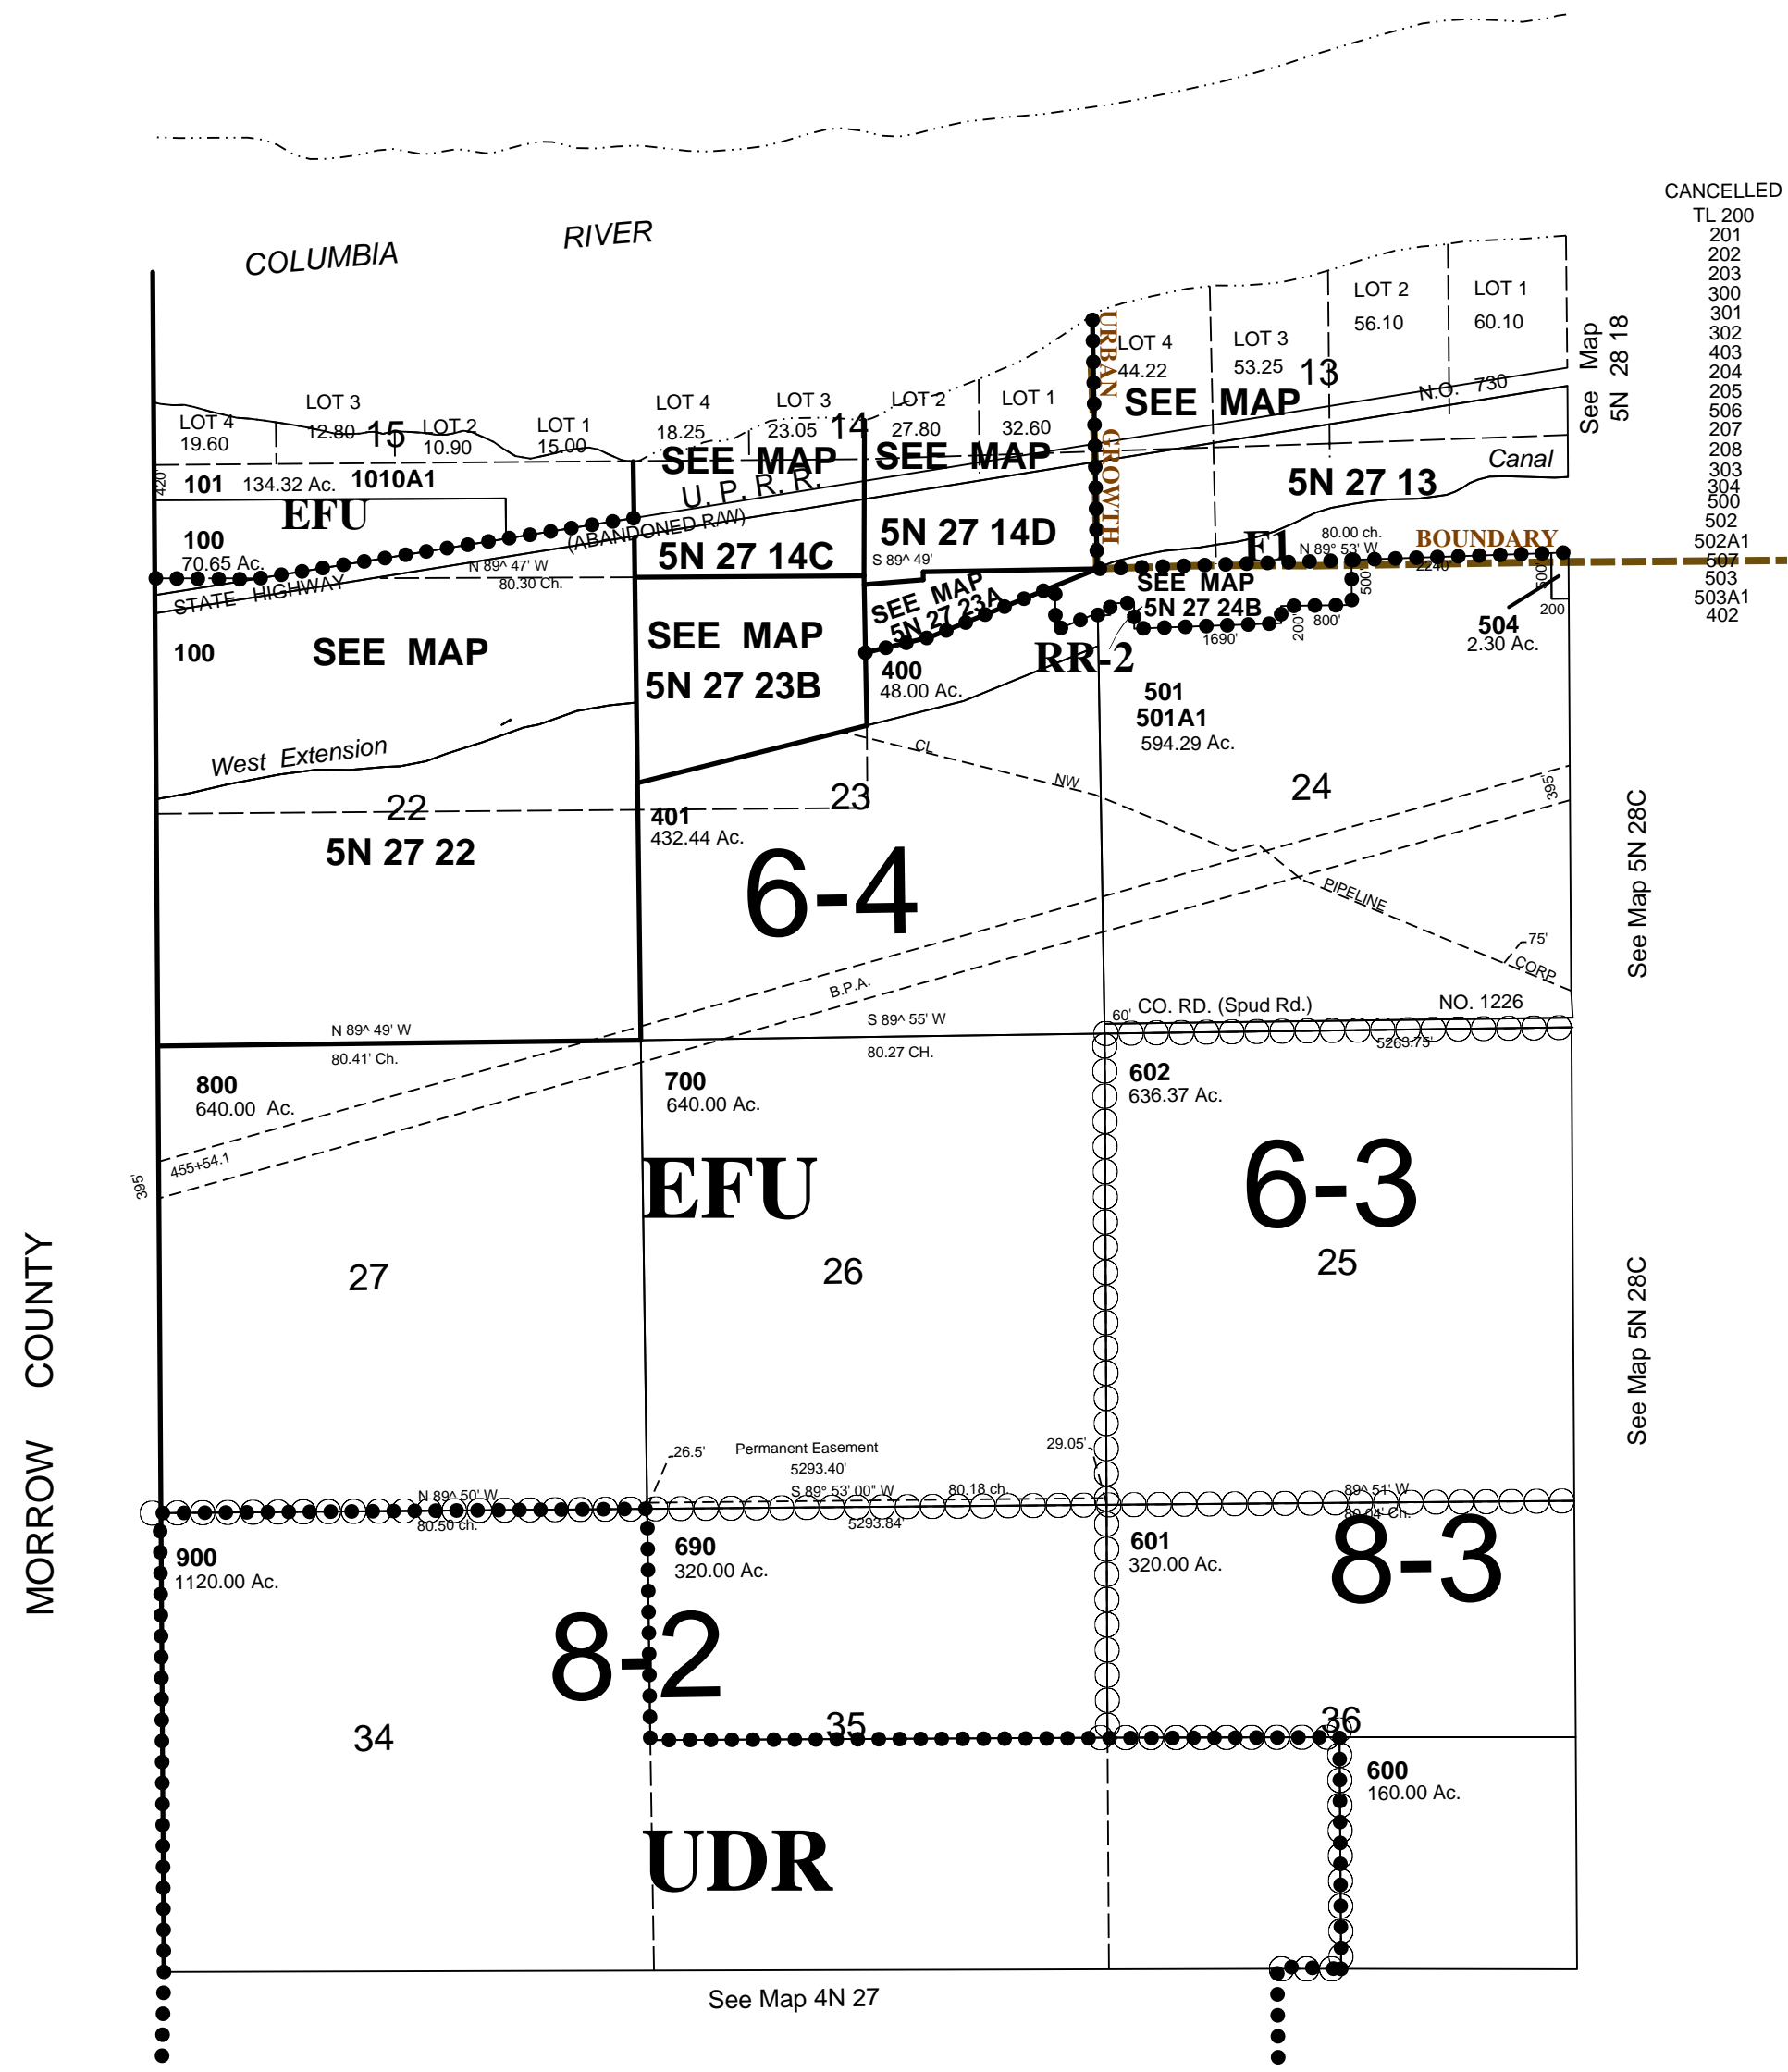 CANCELLED
TL 200
201
202
203
300
301
302
403
204
205
506
207
208
303
304
500
502
502A1
507
503
503A1
402
COLUMBIA RIVER
LOT 2
56.10
LOT 1
60.10
LOT 4
44.22
LOT 3
53.25
13
SEE MAP
5N 27 13
N.O. 730
Canal
See Map
5N 28 18
URBAN GROWTH BOUNDARY
LOT 4
19.60
LOT 3
12.80
15
LOT 2
10.90
LOT 1
15.00
LOT 4
18.25
LOT 3
23.05
14
LOT 2
27.80
LOT 1
32.60
SEE MAP
5N 27 14C
SEE MAP
5N 27 14D
U. P. R. R.
(ABANDONED R/W)
420'
101 134.32 Ac. 1010A1
EFU
100
70.65 Ac.
N 89^ 47' W
80.30 Ch.
STATE HIGHWAY
S 89^ 49'
F1
80.00 ch.
N 89° 53' W
2240'
500'
500'
200
504
2.30 Ac.
SEE MAP
5N 27 24B
1690'
200'
800'
SEE MAP
5N 27 23A
RR-2
100
SEE MAP
5N 27 22
SEE MAP
5N 27 23B
400
48.00 Ac.
501
501A1
594.29 Ac.
West Extension
22
23
24
CL NW PIPELINE CORP
75'
395'
401
432.44 Ac.
6-4
B.P.A.
See Map 5N 28C
60' CO. RD. (Spud Rd.) NO. 1226
5263.75'
N 89^ 49' W
80.41' Ch.
S 89^ 55' W
80.27 CH.
800
640.00 Ac.
700
640.00 Ac.
602
636.37 Ac.
455+54.1
395'
EFU
6-3
27
26
25
MORROW COUNTY
See Map 5N 28C
26.5'
Permanent Easement
5293.40'
29.05'
N 89^ 50' W
80.50 ch.
S 89° 53' 00" W
80.18 ch.
5293.84'
89^ 51' W
80.04' Ch.
900
1120.00 Ac.
690
320.00 Ac.
601
320.00 Ac.
8-3
8-2
34
35
36
600
160.00 Ac.
UDR
See Map 4N 27